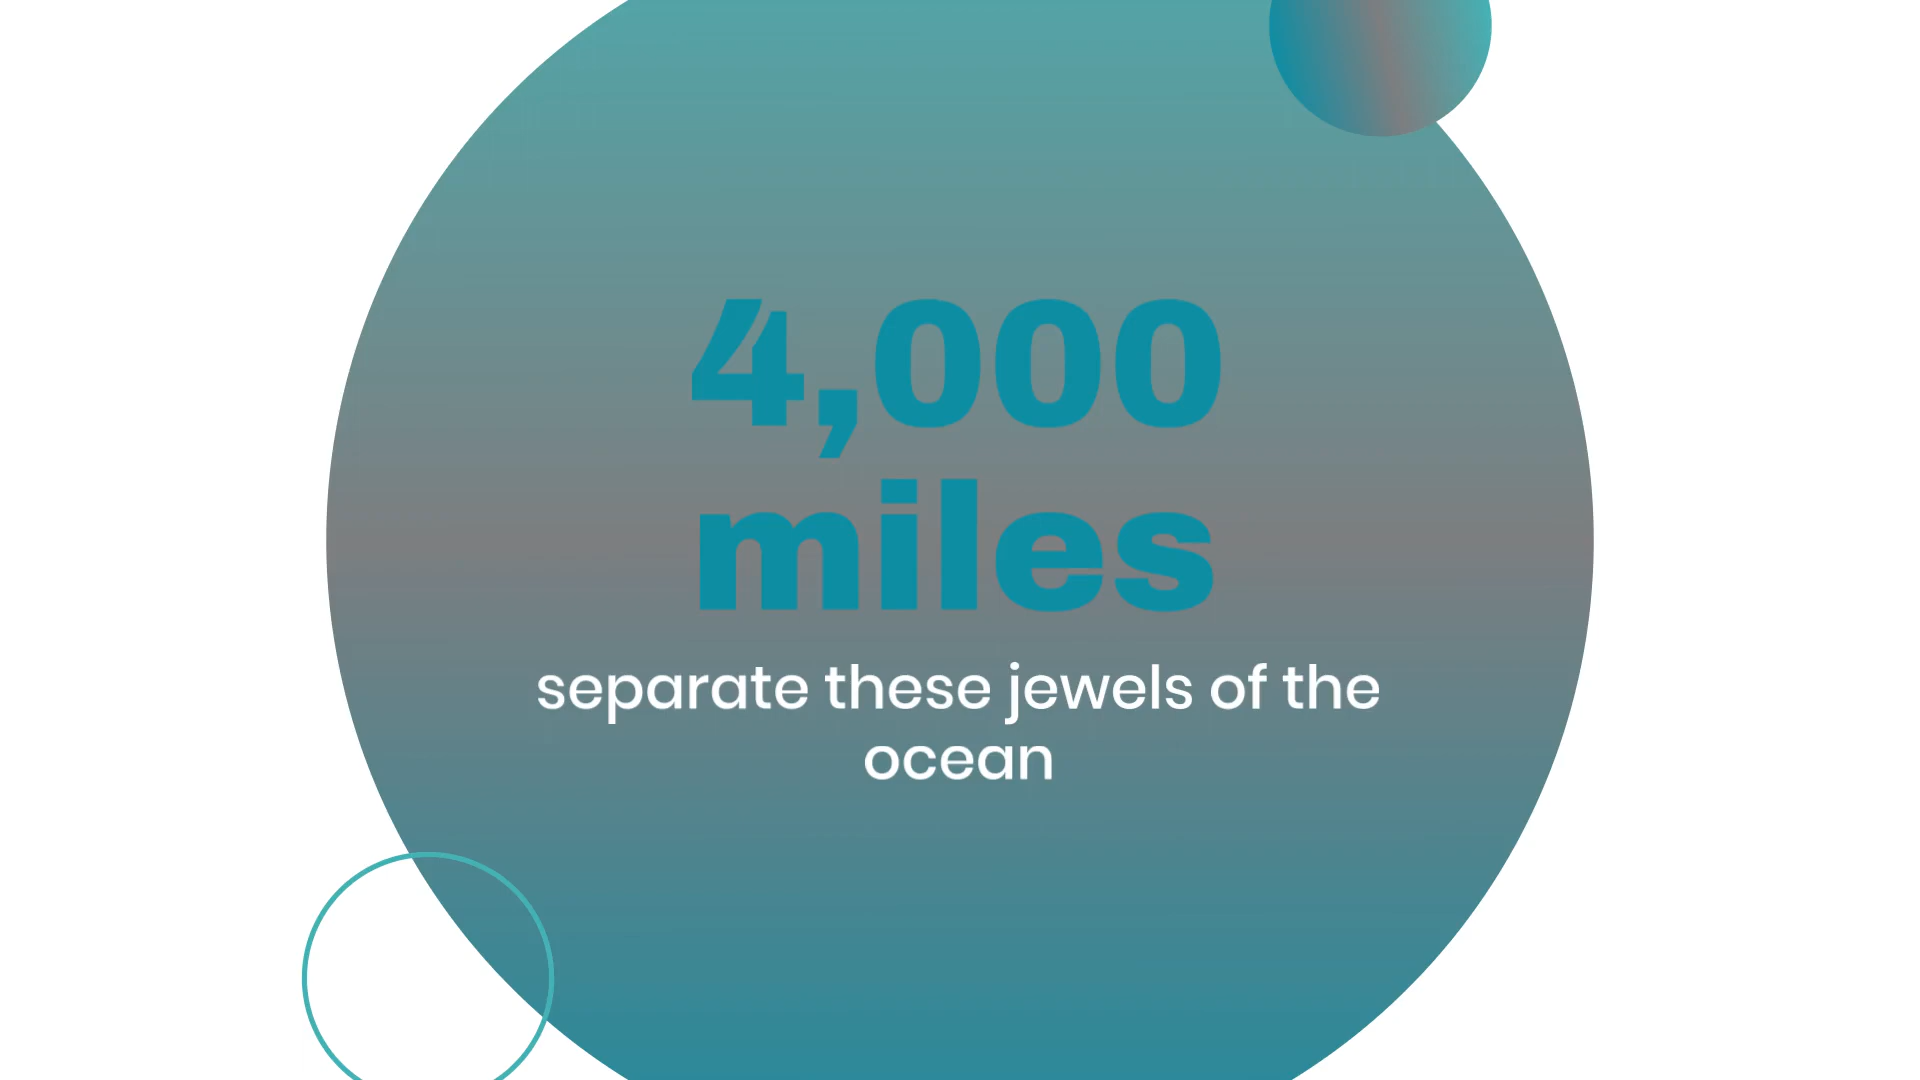 4,000
miles
separate these jewels of the
ocean